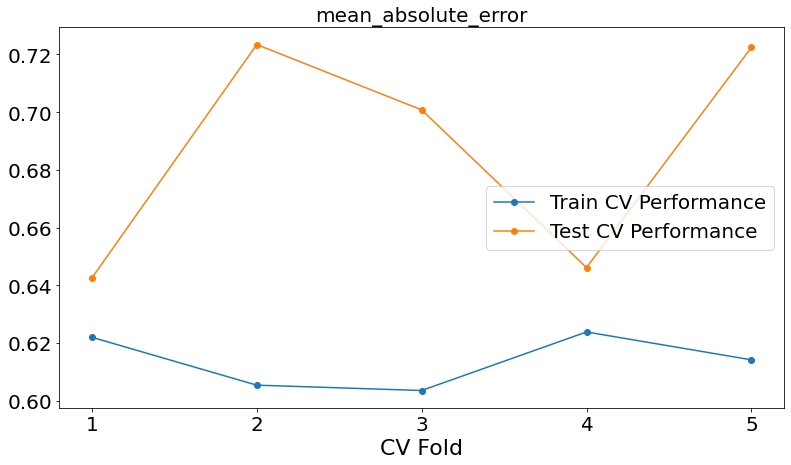 mean_absolute_error
0.72
0.70
0.68
0.66
0.64
0.62
0.60
Train CV Performance
Test CV Performance
1 2 3 4 5
CV Fold